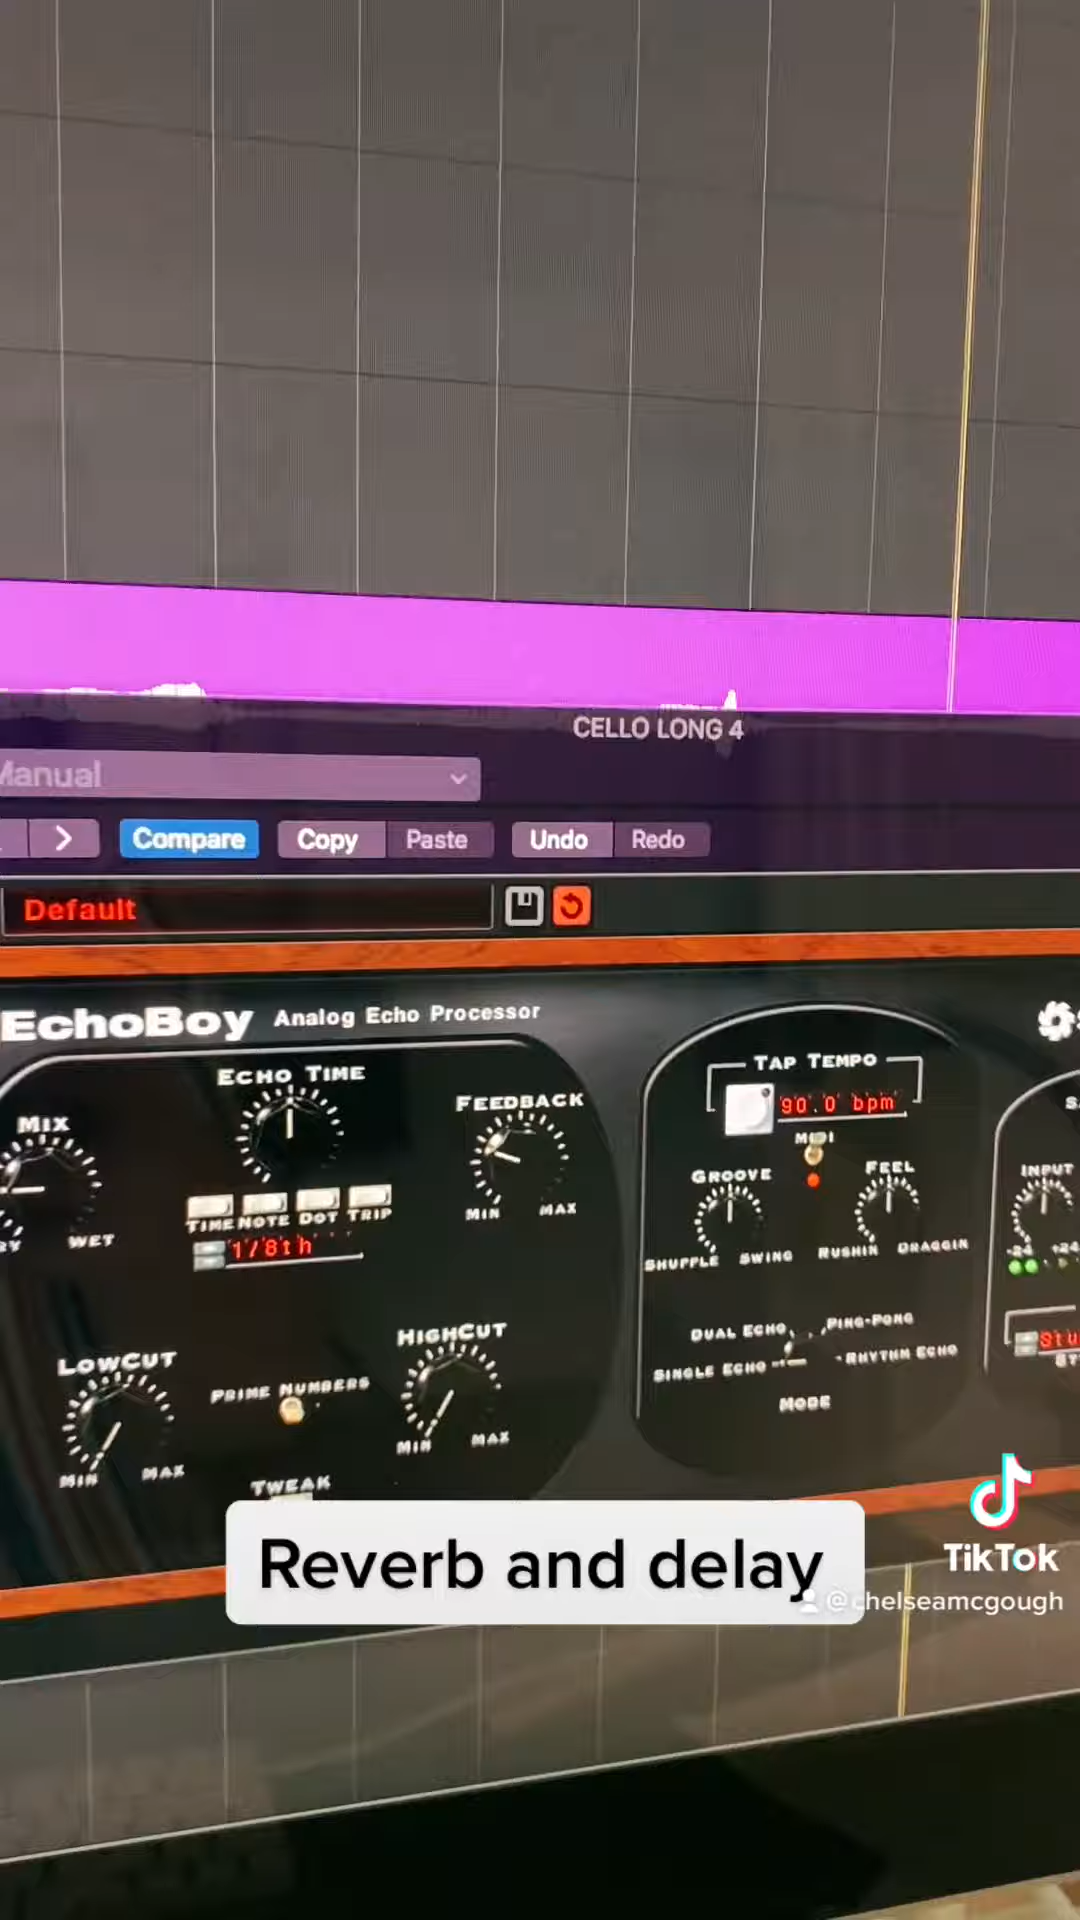 CELLO LONG 4
Manual
Compare Copy Paste Undo Redo
Default
EchoBoy Analog Echo Processor
ECHO TIME
MIX
FEEDBACK
TAP TEMPO
90.0 bpm
MIDI
GROOVE
FEEL
INPUT
TIME NOTE DOT TRIP
MIN MAX
WET
1/8th
SHUFFLE SWING RUSHIN DRAGGIN
-24 +24
HIGHCUT
LOWCUT
PRIME NUMBERS
MIN MAX
MIN MAX
TWEAK
DUAL ECHO PING-PONG
SINGLE ECHO RHYTHM ECHO
MODE
Reverb and delay
TikTok
@chelseamcgough